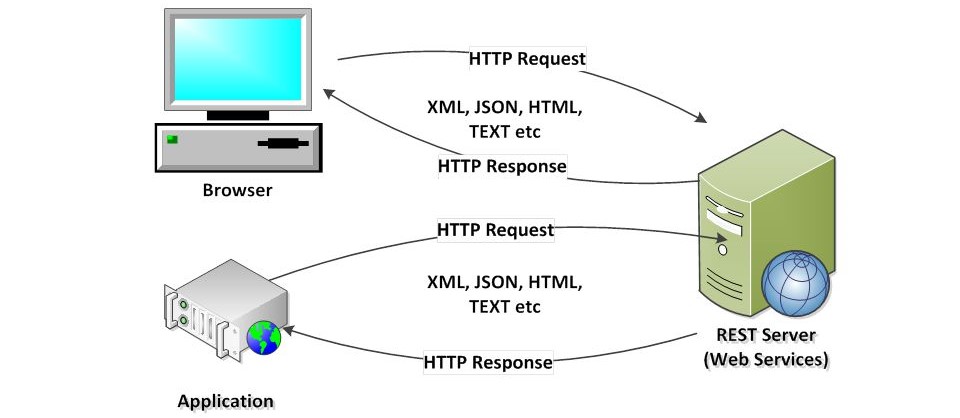 HTTP Request
XML, JSON, HTML,
TEXT etc
HTTP Response
Browser
HTTP Request
XML, JSON, HTML,
TEXT etc
HTTP Response
REST Server
(Web Services)
Application